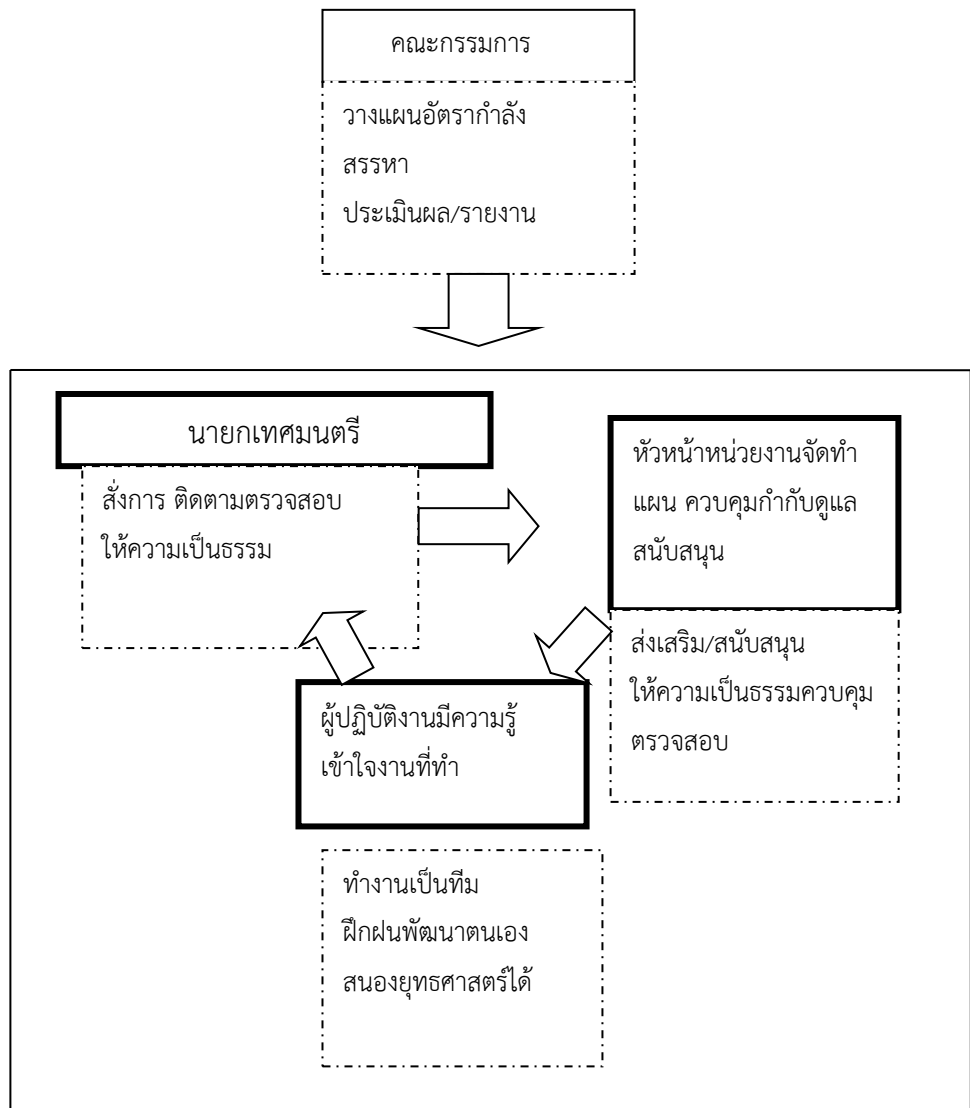 คณะกรรมการ
วางแผนอัตรากำลัง
สรรหา
ประเมินผล/รายงาน
นายกเทศมนตรี
สั่งการ ติดตามตรวจสอบ
ให้ความเป็นธรรม
หัวหน้าหน่วยงานจัดทำ
แผน ควบคุมกำกับดูแล
สนับสนุน
ส่งเสริม/สนับสนุน
ให้ความเป็นธรรมควบคุม
ตรวจสอบ
ผู้ปฏิบัติงานมีความรู้
เข้าใจงานที่ทำ
ทำงานเป็นทีม
ฝึกฝนพัฒนาตนเอง
สนองยุทธศาสตร์ได้